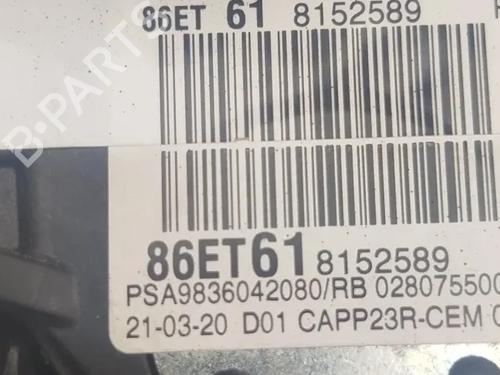 86ET 61 8152589
86ET61 8152589
PSA9836042080/RB 028075500
21-03-20 D01 CAPP23R-CEM
B-PARTS